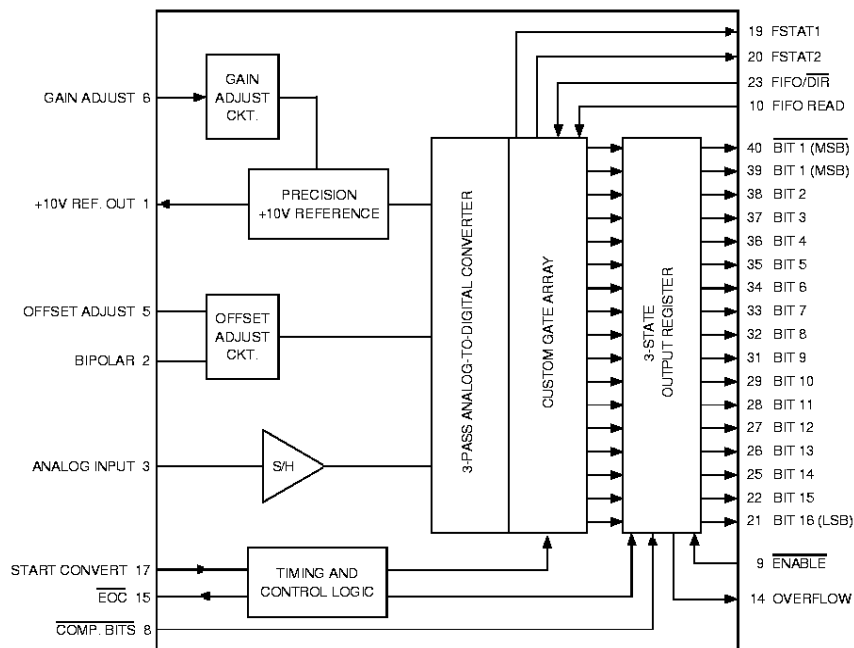 19 FSTAT1
20 FSTAT2
23 FIFO/DIR
10 FIFO READ
GAIN ADJUST 6
GAIN
ADJUST
CKT.
+10V REF. OUT 1
PRECISION
+10V REFERENCE
OFFSET ADJUST 5
BIPOLAR 2
OFFSET
ADJUST
CKT.
ANALOG INPUT 3
S/H
3-PASS ANALOG-TO-DIGITAL CONVERTER
CUSTOM GATE ARRAY
3-STATE
OUTPUT REGISTER
40 BIT 1 (MSB)
39 BIT 1 (MSB)
38 BIT 2
37 BIT 3
36 BIT 4
35 BIT 5
34 BIT 6
33 BIT 7
32 BIT 8
31 BIT 9
29 BIT 10
28 BIT 11
27 BIT 12
26 BIT 13
25 BIT 14
22 BIT 15
21 BIT 16 (LSB)
START CONVERT 17
EOC 15
COMP. BITS 8
TIMING AND
CONTROL LOGIC
9 ENABLE
14 OVERFLOW